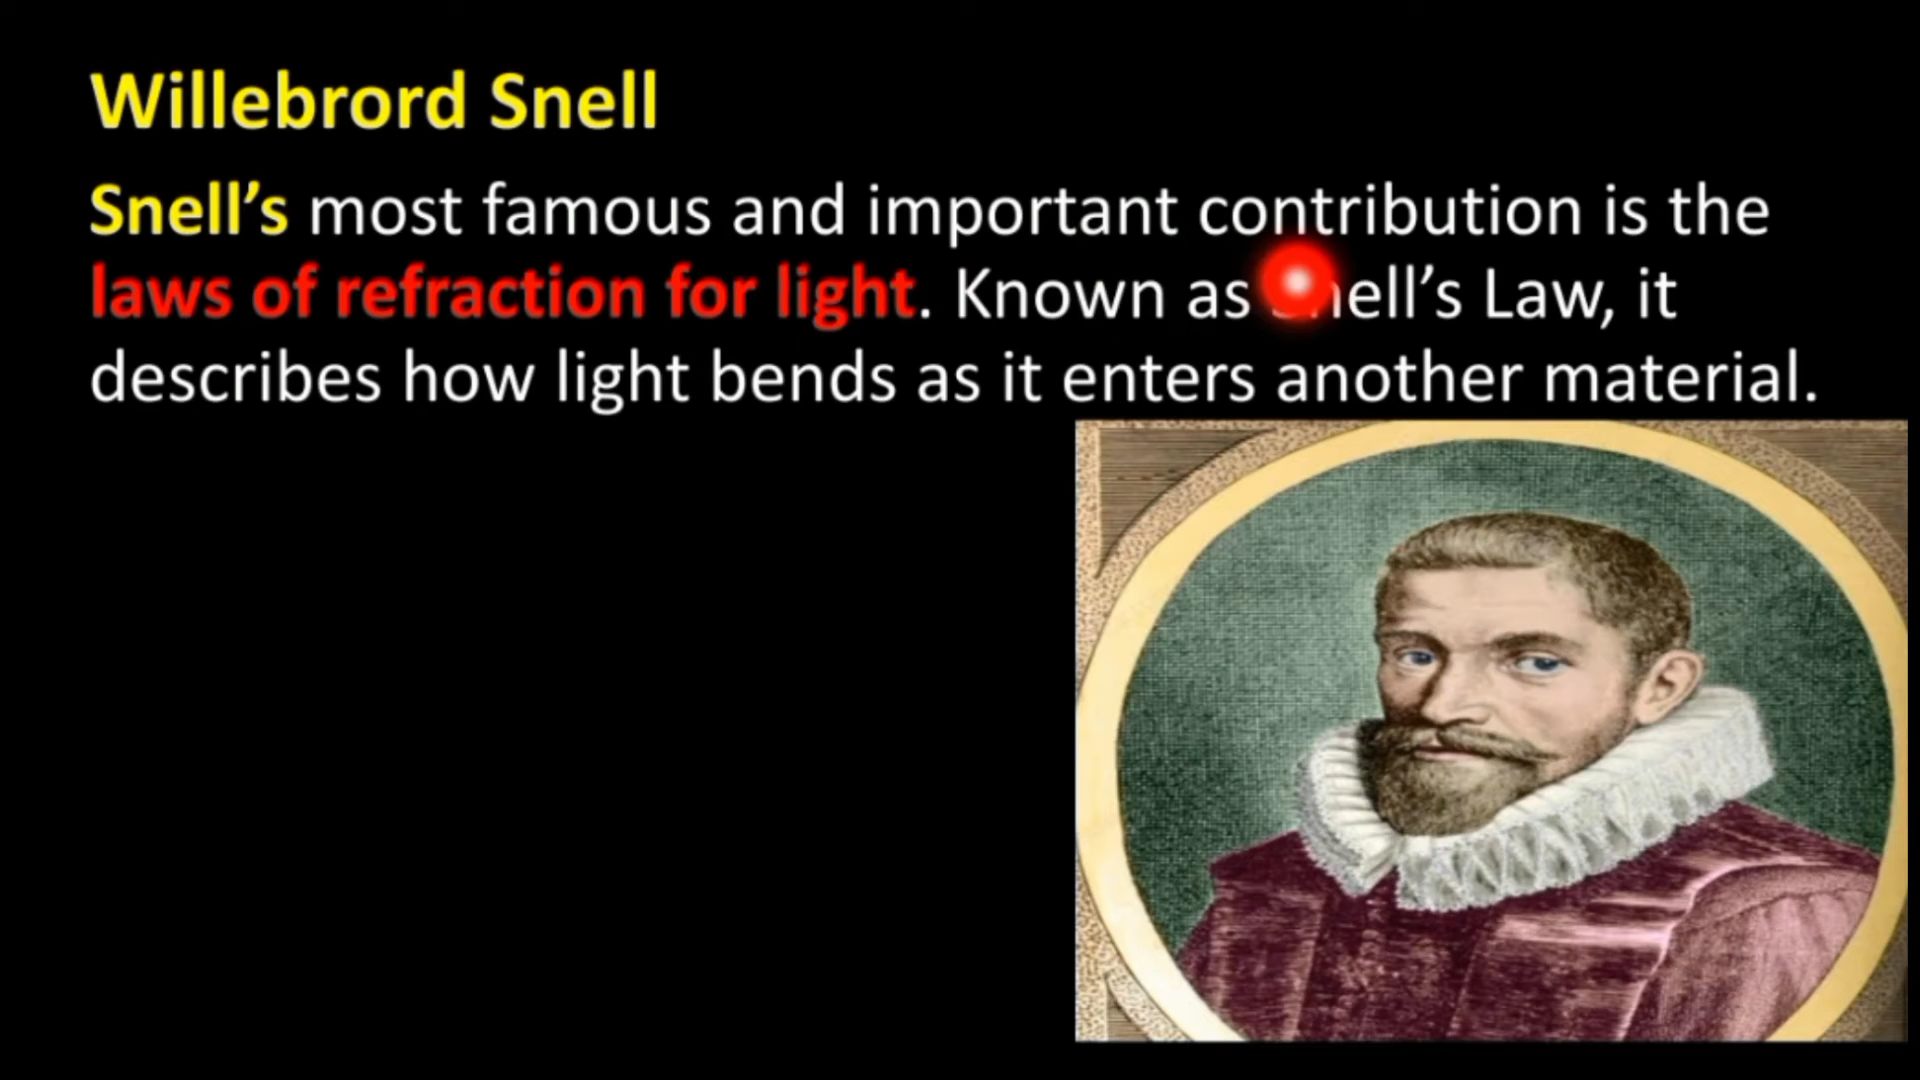 Willebrord Snell
Snell’s most famous and important contribution is the
laws of refraction for light. Known as Snell’s Law, it
describes how light bends as it enters another material.